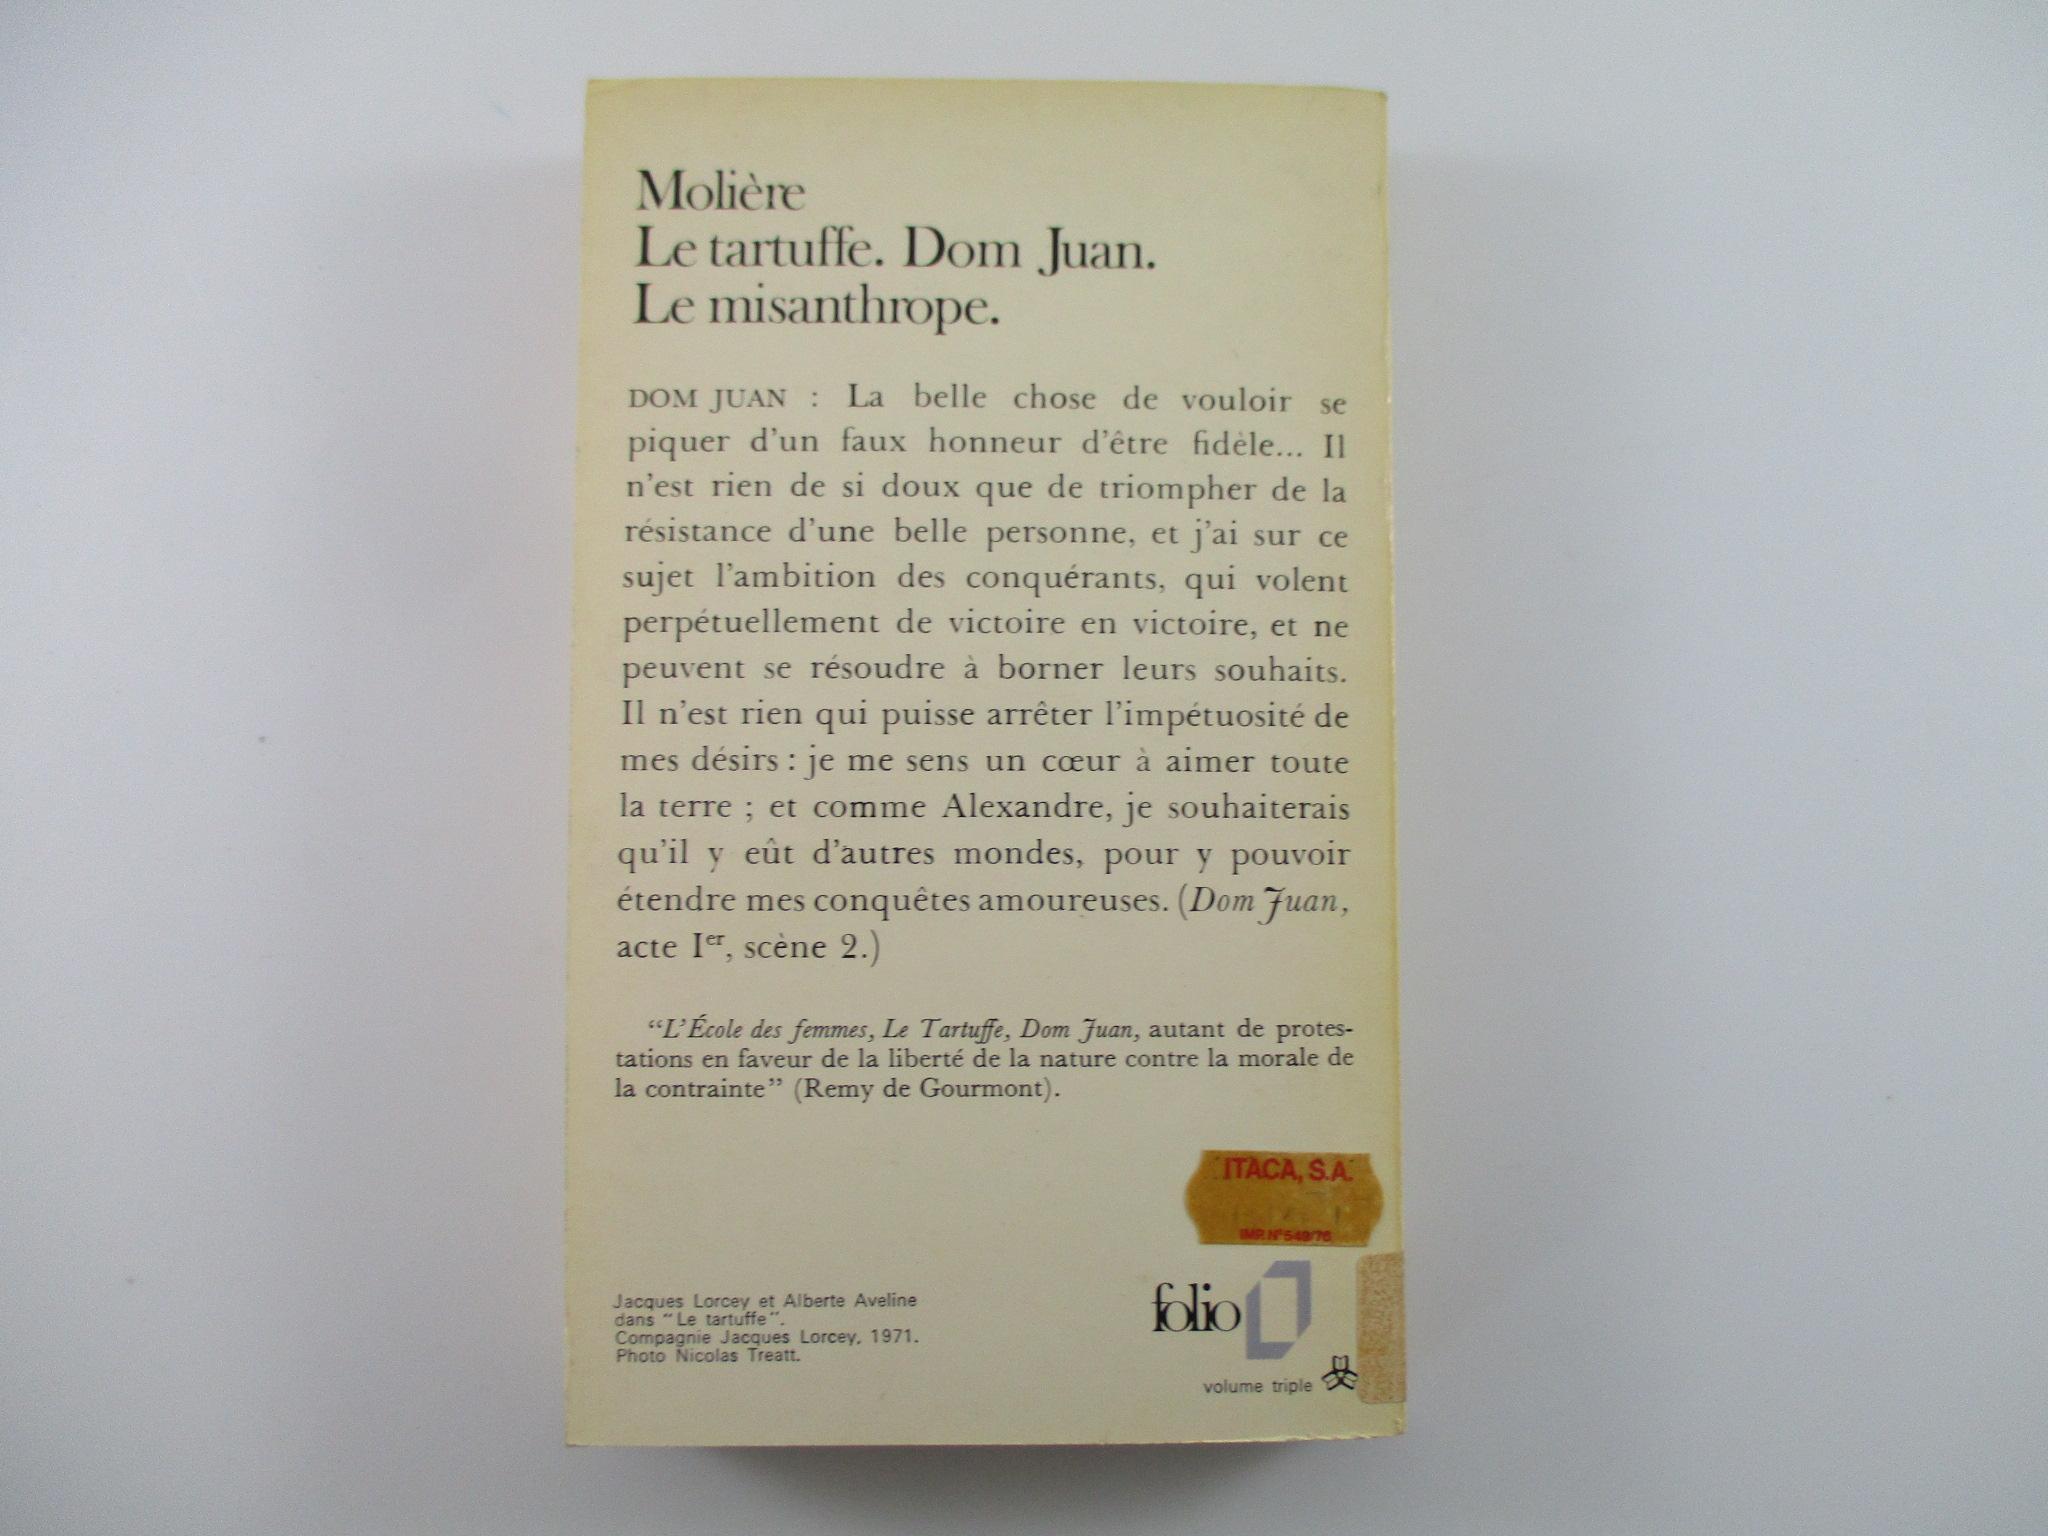 Molière
Le tartuffe. Dom Juan.
Le misanthrope.
DOM JUAN : La belle chose de vouloir se
piquer d'un faux honneur d'être fidèle... Il
n'est rien de si doux que de triompher de la
résistance d'une belle personne, et j'ai sur ce
sujet l'ambition des conquérants, qui volent
perpétuellement de victoire en victoire, et ne
peuvent se résoudre à borner leurs souhaits.
Il n'est rien qui puisse arrêter l'impétuosité de
mes désirs : je me sens un cœur à aimer toute
la terre ; et comme Alexandre, je souhaiterais
qu'il y eût d'autres mondes, pour y pouvoir
étendre mes conquêtes amoureuses. (Dom Juan,
acte Ier, scène 2.)
"L'École des femmes, Le Tartuffe, Dom Juan, autant de protes-
tations en faveur de la liberté de la nature contre la morale de
la contrainte" (Remy de Gourmont).
ITACA, S.A.
IMP. Nº 549/76
Jacques Lorcey et Alberte Aveline
dans "Le tartuffe".
Compagnie Jacques Lorcey, 1971.
Photo Nicolas Treatt.
folio
volume triple